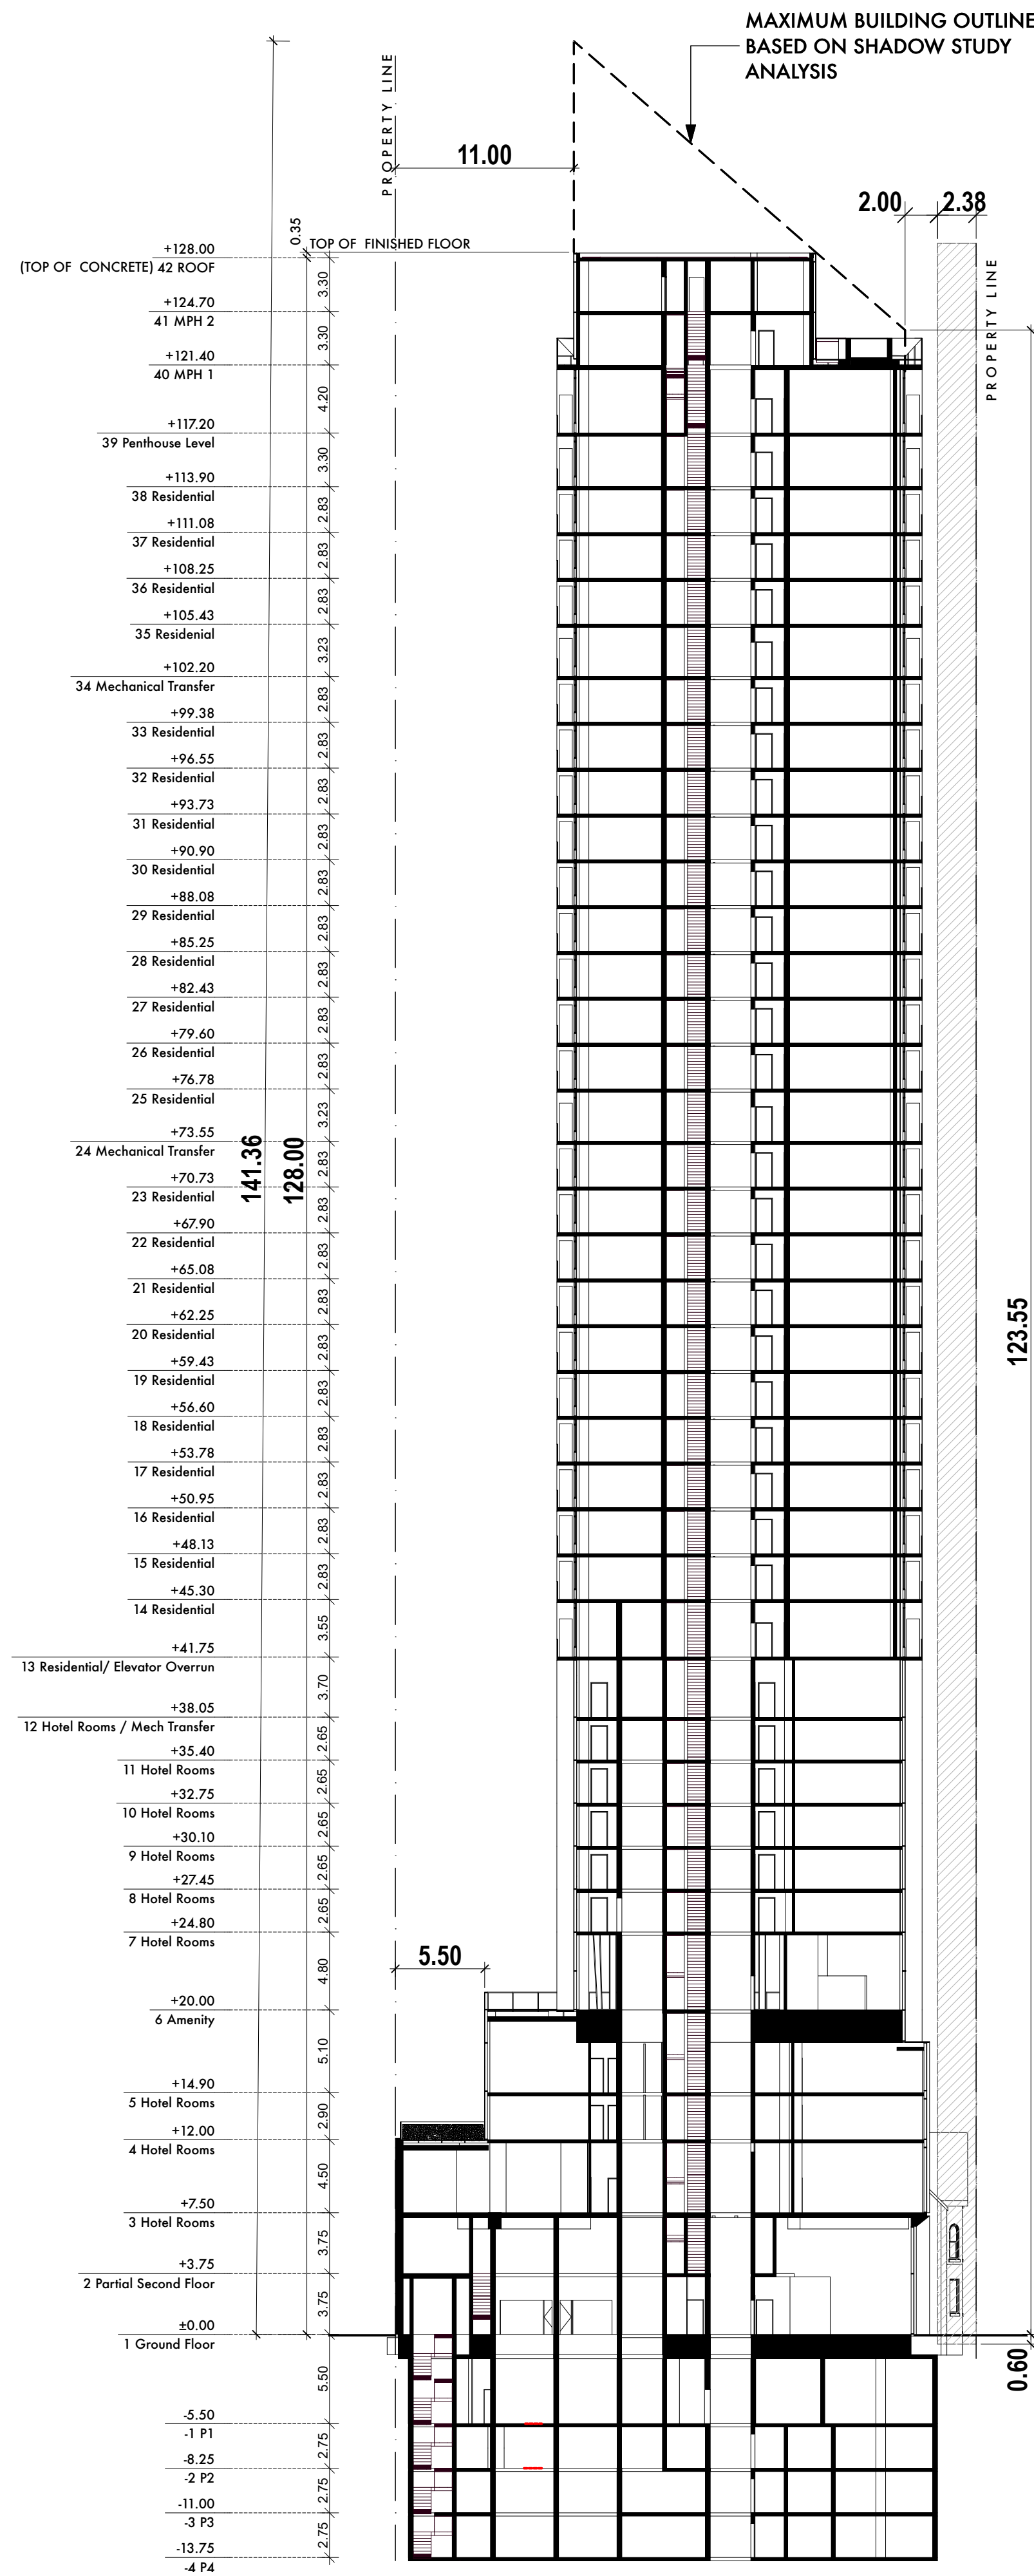 MAXIMUM BUILDING OUTLINE
BASED ON SHADOW STUDY
ANALYSIS
PROPERTY LINE
11.00
2.00
2.38
PROPERTY LINE
0.35
TOP OF FINISHED FLOOR
+128.00
(TOP OF CONCRETE) 42 ROOF
3.30
+124.70
41 MPH 2
3.30
+121.40
40 MPH 1
4.20
+117.20
39 Penthouse Level
3.30
+113.90
38 Residential
2.83
+111.08
37 Residential
2.83
+108.25
36 Residential
2.83
+105.43
35 Residenial
3.23
+102.20
34 Mechanical Transfer
2.83
+99.38
33 Residential
2.83
+96.55
32 Residential
2.83
+93.73
31 Residential
2.83
+90.90
30 Residential
2.83
+88.08
29 Residential
2.83
+85.25
28 Residential
2.83
+82.43
27 Residential
2.83
+79.60
26 Residential
2.83
+76.78
25 Residential
3.23
+73.55
24 Mechanical Transfer
141.36
128.00
2.83
+70.73
23 Residential
2.83
+67.90
22 Residential
2.83
+65.08
21 Residential
2.83
+62.25
20 Residential
2.83
123.55
+59.43
19 Residential
2.83
+56.60
18 Residential
2.83
+53.78
17 Residential
2.83
+50.95
16 Residential
2.83
+48.13
15 Residential
2.83
+45.30
14 Residential
3.55
+41.75
13 Residential/ Elevator Overrun
3.70
+38.05
12 Hotel Rooms / Mech Transfer
2.65
+35.40
11 Hotel Rooms
2.65
+32.75
10 Hotel Rooms
2.65
+30.10
9 Hotel Rooms
2.65
+27.45
8 Hotel Rooms
2.65
+24.80
7 Hotel Rooms
5.50
4.80
+20.00
6 Amenity
5.10
+14.90
5 Hotel Rooms
2.90
+12.00
4 Hotel Rooms
4.50
+7.50
3 Hotel Rooms
3.75
+3.75
2 Partial Second Floor
3.75
±0.00
1 Ground Floor
0.60
5.50
-5.50
-1 P1
2.75
-8.25
-2 P2
2.75
-11.00
-3 P3
2.75
-13.75
-4 P4